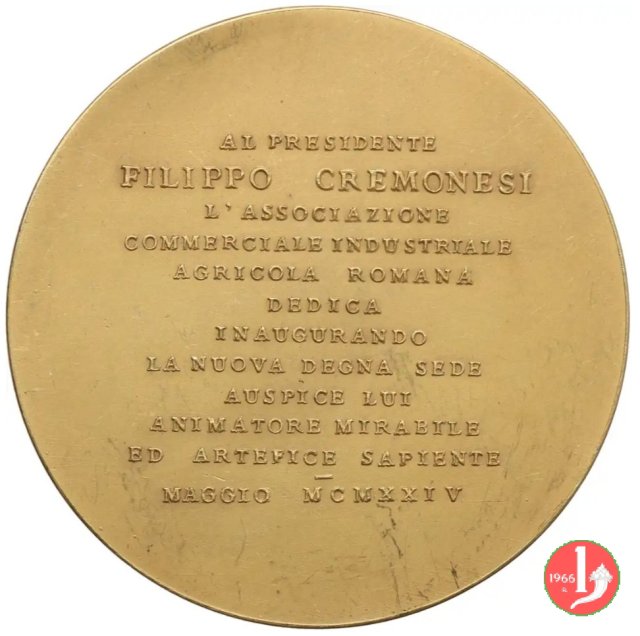 AL PRESIDENTE
FILIPPO CREMONESI
L'ASSOCIAZIONE
COMMERCIALE INDUSTRIALE
AGRICOLA ROMANA
DEDICA
INAUGURANDO
LA NUOVA DEGNA SEDE
AUSPICE LUI
ANIMATORE MIRABILE
ED ARTEFICE SAPIENTE
MAGGIO MCMXXIV
1966